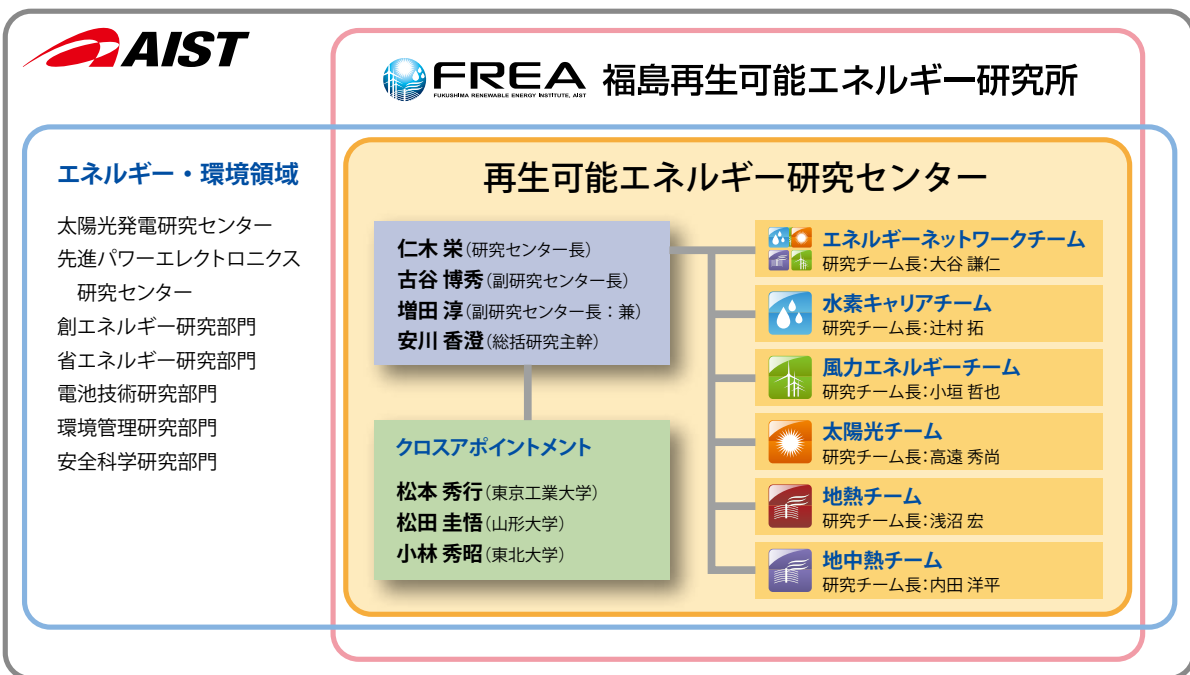 AIST
FREA 福島再生可能エネルギー研究所
FUKUSHIMA RENEWABLE ENERGY INSTITUTE, AIST
エネルギー・環境領域
太陽光発電研究センター
先進パワーエレクトロニクス
研究センター
創エネルギー研究部門
省エネルギー研究部門
電池技術研究部門
環境管理研究部門
安全科学研究部門
再生可能エネルギー研究センター
仁木 栄(研究センター長)
古谷 博秀(副研究センター長)
増田 淳(副研究センター長:兼)
安川 香澄(総括研究主幹)
クロスアポイントメント
松本 秀行(東京工業大学)
松田 圭悟(山形大学)
小林 秀昭(東北大学)
エネルギーネットワークチーム
研究チーム長:大谷 謙仁
水素キャリアチーム
研究チーム長:辻村 拓
風力エネルギーチーム
研究チーム長:小垣 哲也
太陽光チーム
研究チーム長:高遠 秀尚
地熱チーム
研究チーム長:浅沼 宏
地中熱チーム
研究チーム長:内田 洋平